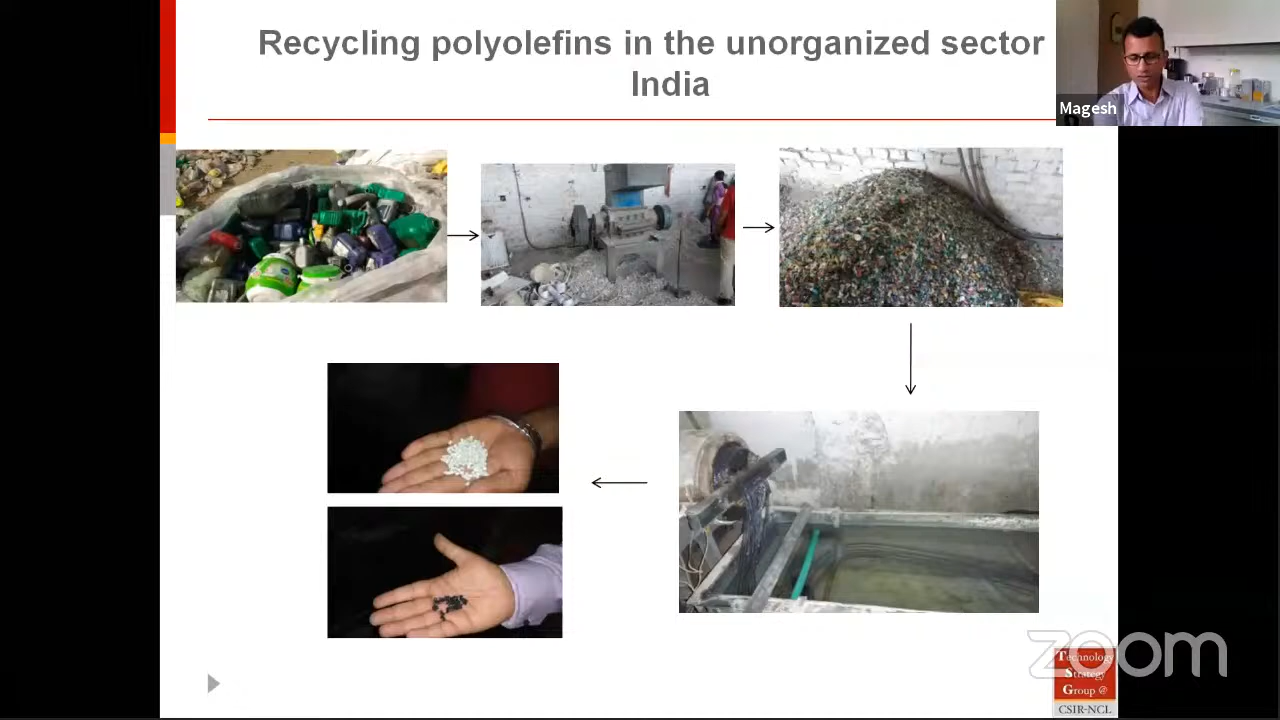 Recycling polyolefins in the unorganized sector
India
Magesh
zoom
Technology
Strategy
Group @
CSIR-NCL